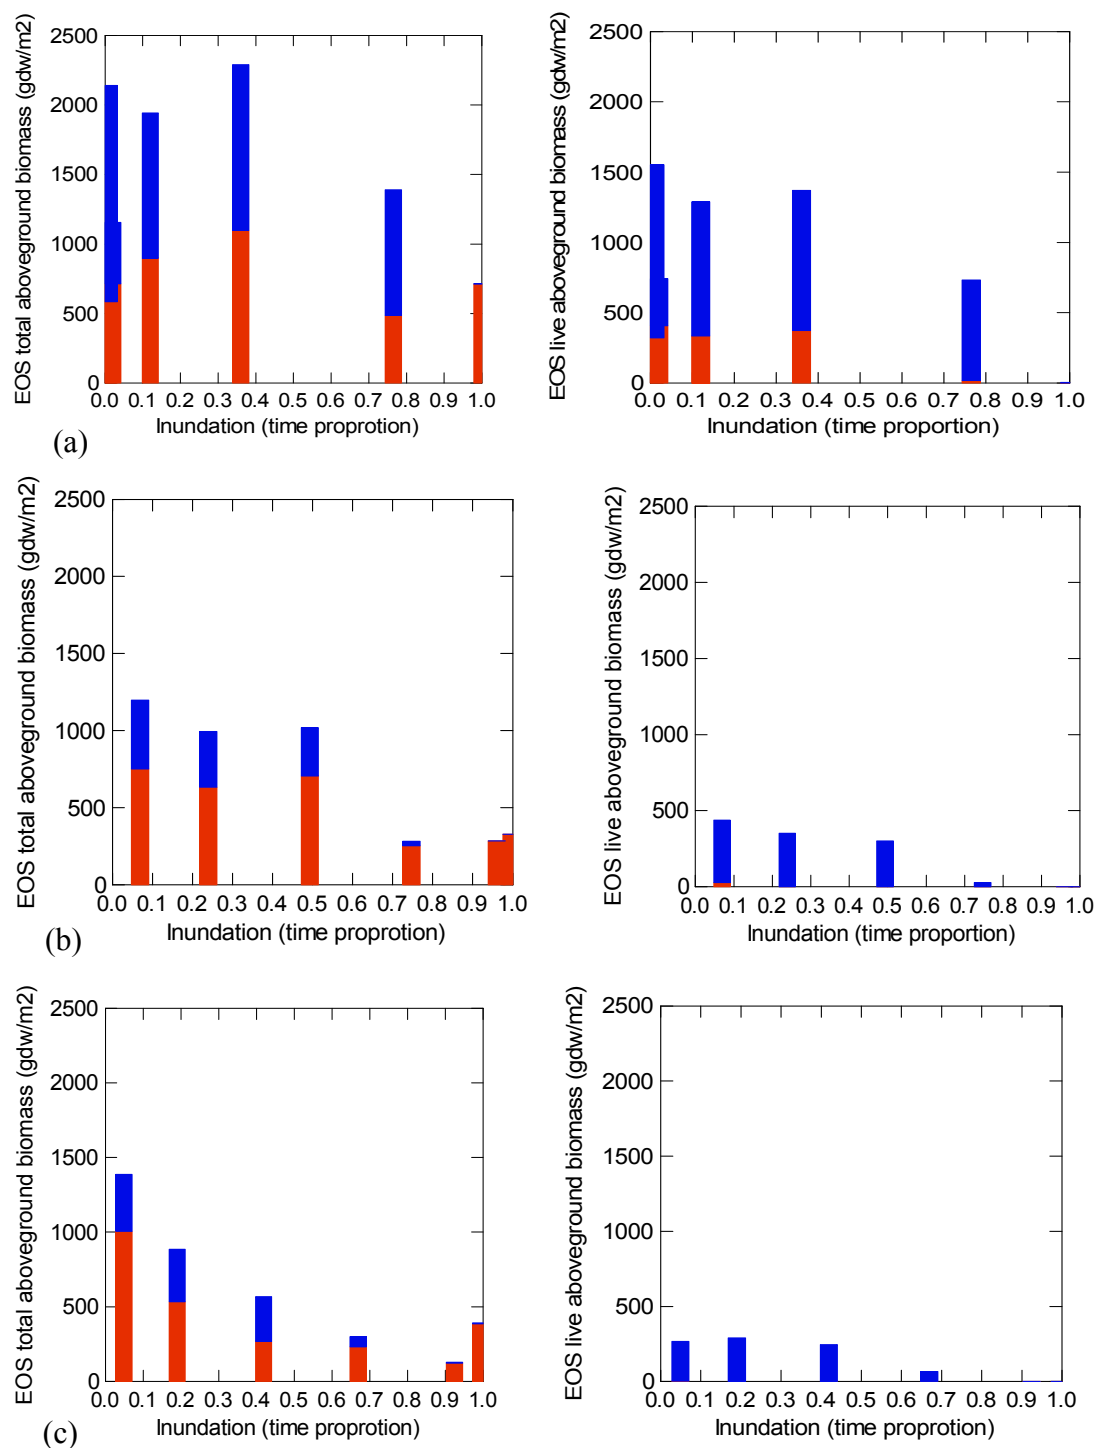 EOS total aboveground biomass (gdw/m2)
2500
2000
1500
1000
500
0
0.0 0.1 0.2 0.3 0.4 0.5 0.6 0.7 0.8 0.9 1.0
Inundation (time proprotion)
EOS live aboveground biomass (gdw/m2)
2500
2000
1500
1000
500
0
0.0 0.1 0.2 0.3 0.4 0.5 0.6 0.7 0.8 0.9 1.0
Inundation (time proportion)
(a)
EOS total aboveground biomass (gdw/m2)
2500
2000
1500
1000
500
0
0.0 0.1 0.2 0.3 0.4 0.5 0.6 0.7 0.8 0.9 1.0
Inundation (time proprotion)
EOS live aboveground biomass (gdw/m2)
2500
2000
1500
1000
500
0
0.0 0.1 0.2 0.3 0.4 0.5 0.6 0.7 0.8 0.9 1.0
Inundation (time proportion)
(b)
EOS total aboveground biomass (gdw/m2)
2500
2000
1500
1000
500
0
0.0 0.1 0.2 0.3 0.4 0.5 0.6 0.7 0.8 0.9 1.0
Inundation (time proportion)
EOS live aboveground biomass (gdw/m2)
2500
2000
1500
1000
500
0
0.0 0.1 0.2 0.3 0.4 0.5 0.6 0.7 0.8 0.9 1.0
Inundation (time proportion)
(c)